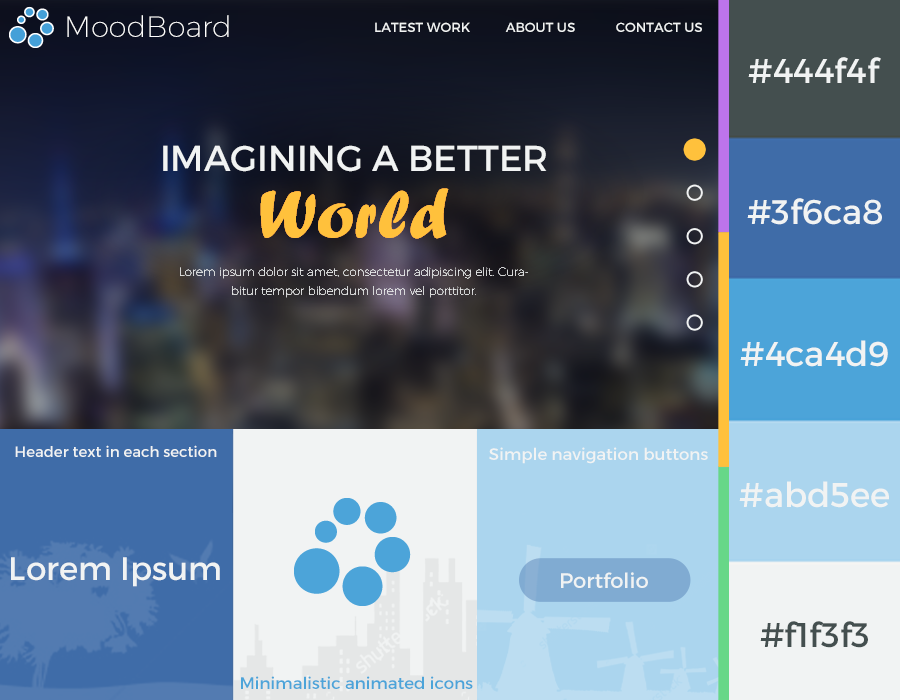 MoodBoard
LATEST WORK
ABOUT US
CONTACT US
IMAGINING A BETTER
World
Lorem ipsum dolor sit amet, consectetur adipiscing elit. Cura-
bitur tempor bibendum lorem vel porttitor.
Header text in each section
Lorem Ipsum
Minimalistic animated icons
Simple navigation buttons
Portfolio
#444f4f
#3f6ca8
#4ca4d9
#abd5ee
#f1f3f3